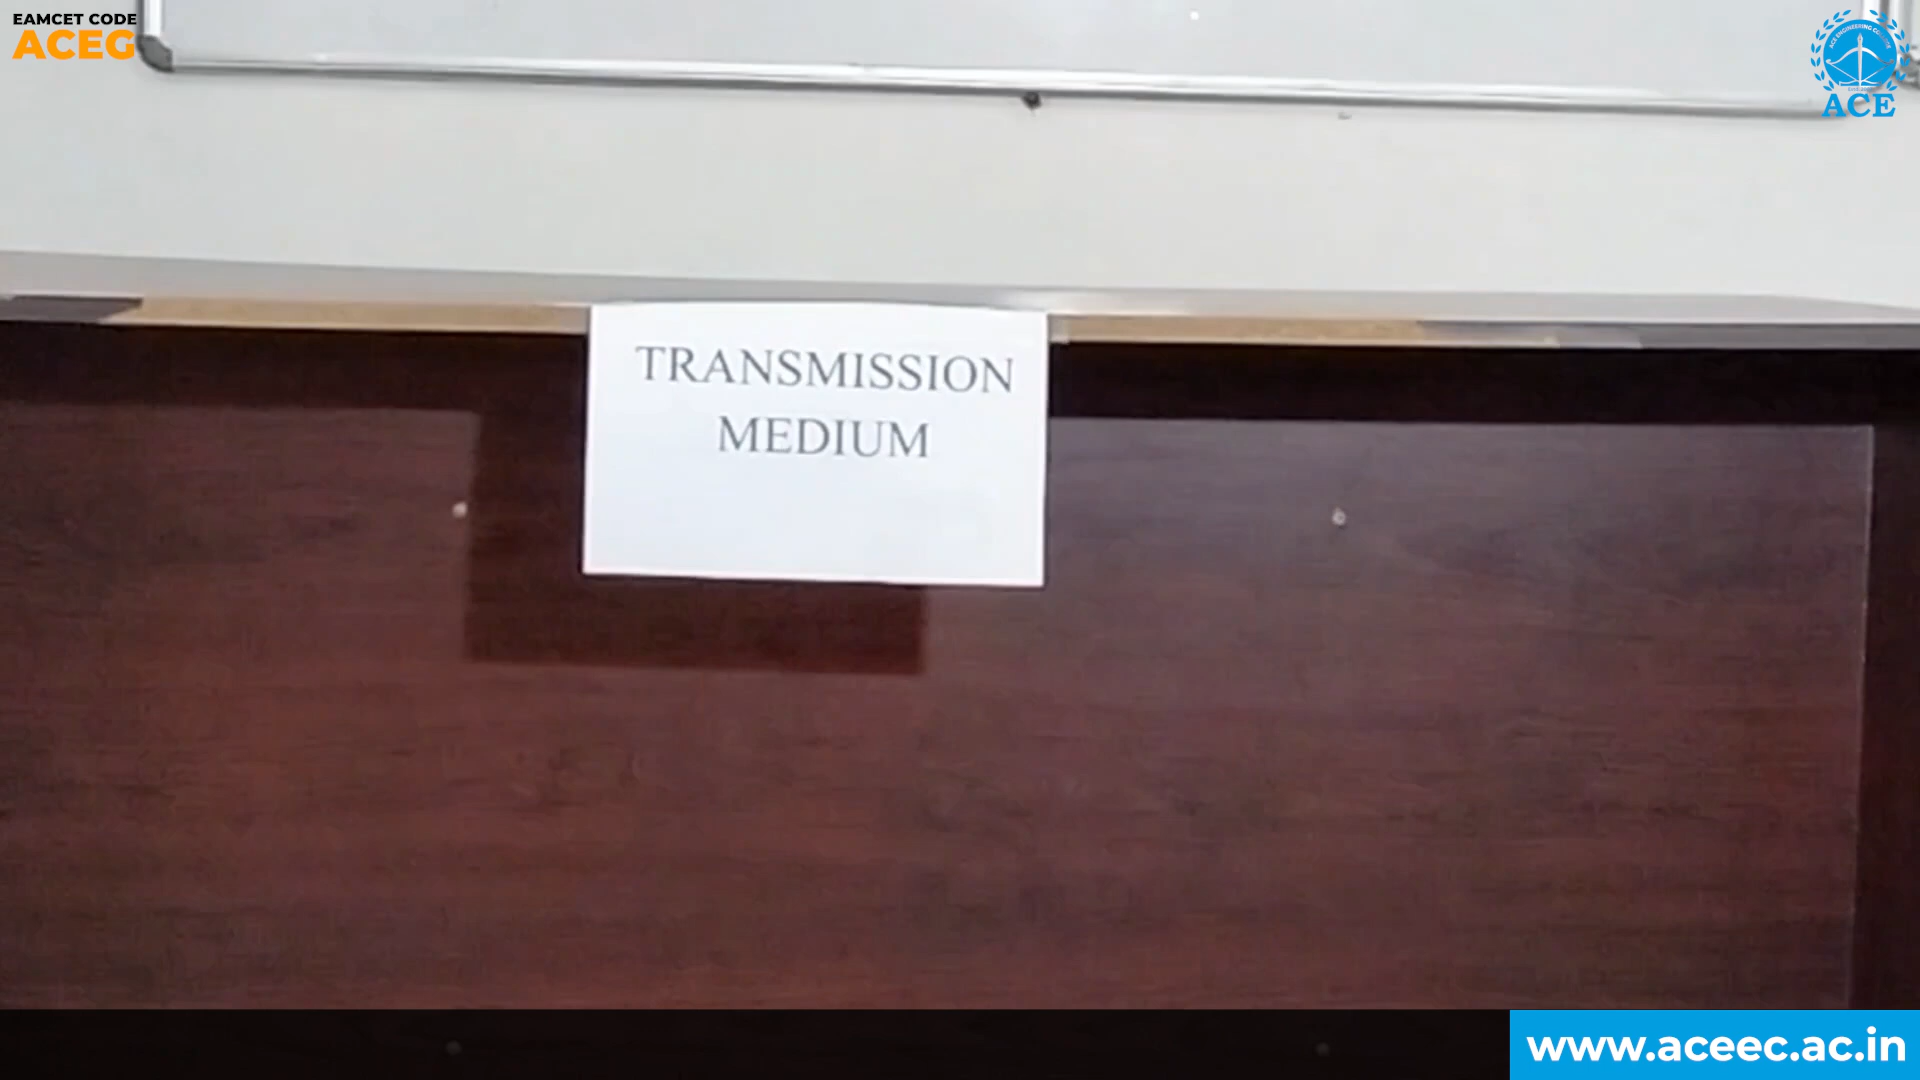 EAMCET CODE
ACEG
ACE
TRANSMISSION
MEDIUM
www.aceec.ac.in